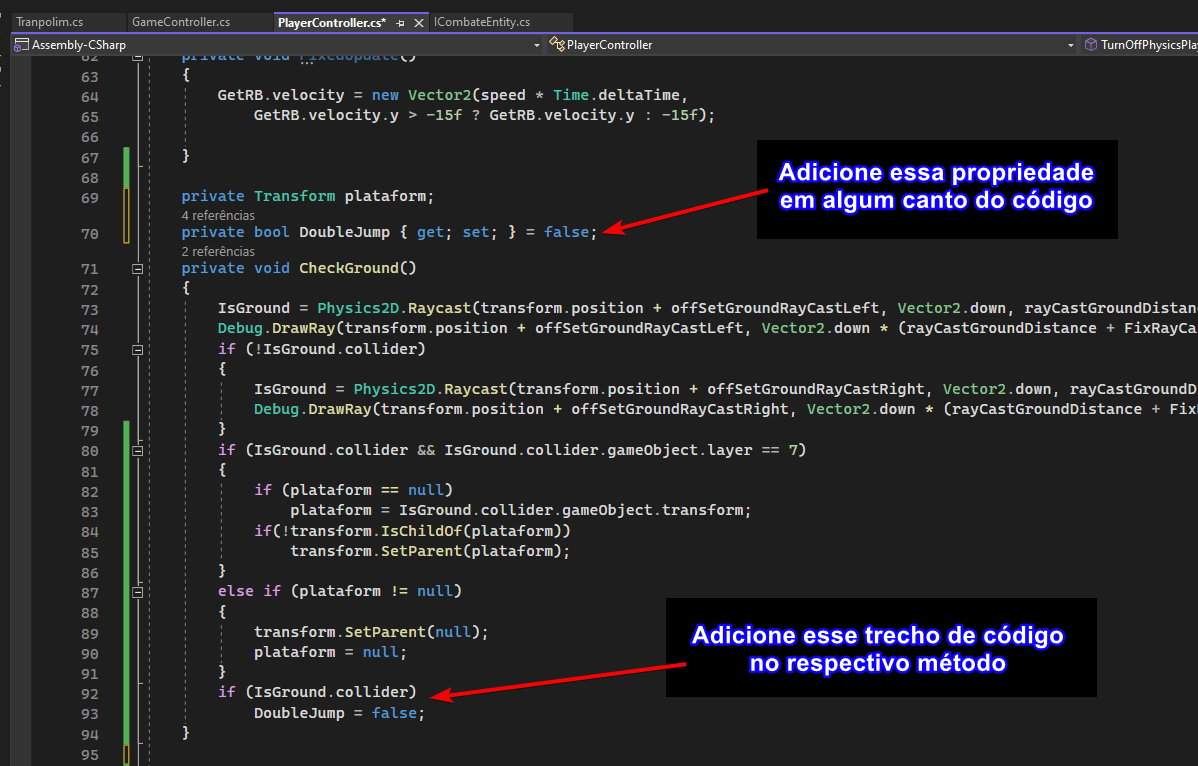 Tranpolim.cs GameController.cs PlayerController.cs* ICombateEntity.cs
Assembly-CSharp PlayerController TurnOffPhysicsPla
62 private void FixedUpdate()
63 {
64 GetRB.velocity = new Vector2(speed * Time.deltaTime,
65 GetRB.velocity.y > -15f ? GetRB.velocity.y : -15f);
66
67 }
68
69 private Transform plataform;
4 referências
70 private bool DoubleJump { get; set; } = false;
2 referências
71 private void CheckGround()
72 {
73 IsGround = Physics2D.Raycast(transform.position + offSetGroundRayCastLeft, Vector2.down, rayCastGroundDistan
74 Debug.DrawRay(transform.position + offSetGroundRayCastLeft, Vector2.down * (rayCastGroundDistance + FixRayCa
75 if (!IsGround.collider)
76 {
77 IsGround = Physics2D.Raycast(transform.position + offSetGroundRayCastRight, Vector2.down, rayCastGroundD
78 Debug.DrawRay(transform.position + offSetGroundRayCastRight, Vector2.down * (rayCastGroundDistance + Fix
79 }
80 if (IsGround.collider && IsGround.collider.gameObject.layer == 7)
81 {
82 if (plataform == null)
83 plataform = IsGround.collider.gameObject.transform;
84 if(!transform.IsChildOf(plataform))
85 transform.SetParent(plataform);
86 }
87 else if (plataform != null)
88 {
89 transform.SetParent(null);
90 plataform = null;
91 }
92 if (IsGround.collider)
93 DoubleJump = false;
94 }
95
Adicione essa propriedade
em algum canto do código
Adicione esse trecho de código
no respectivo método